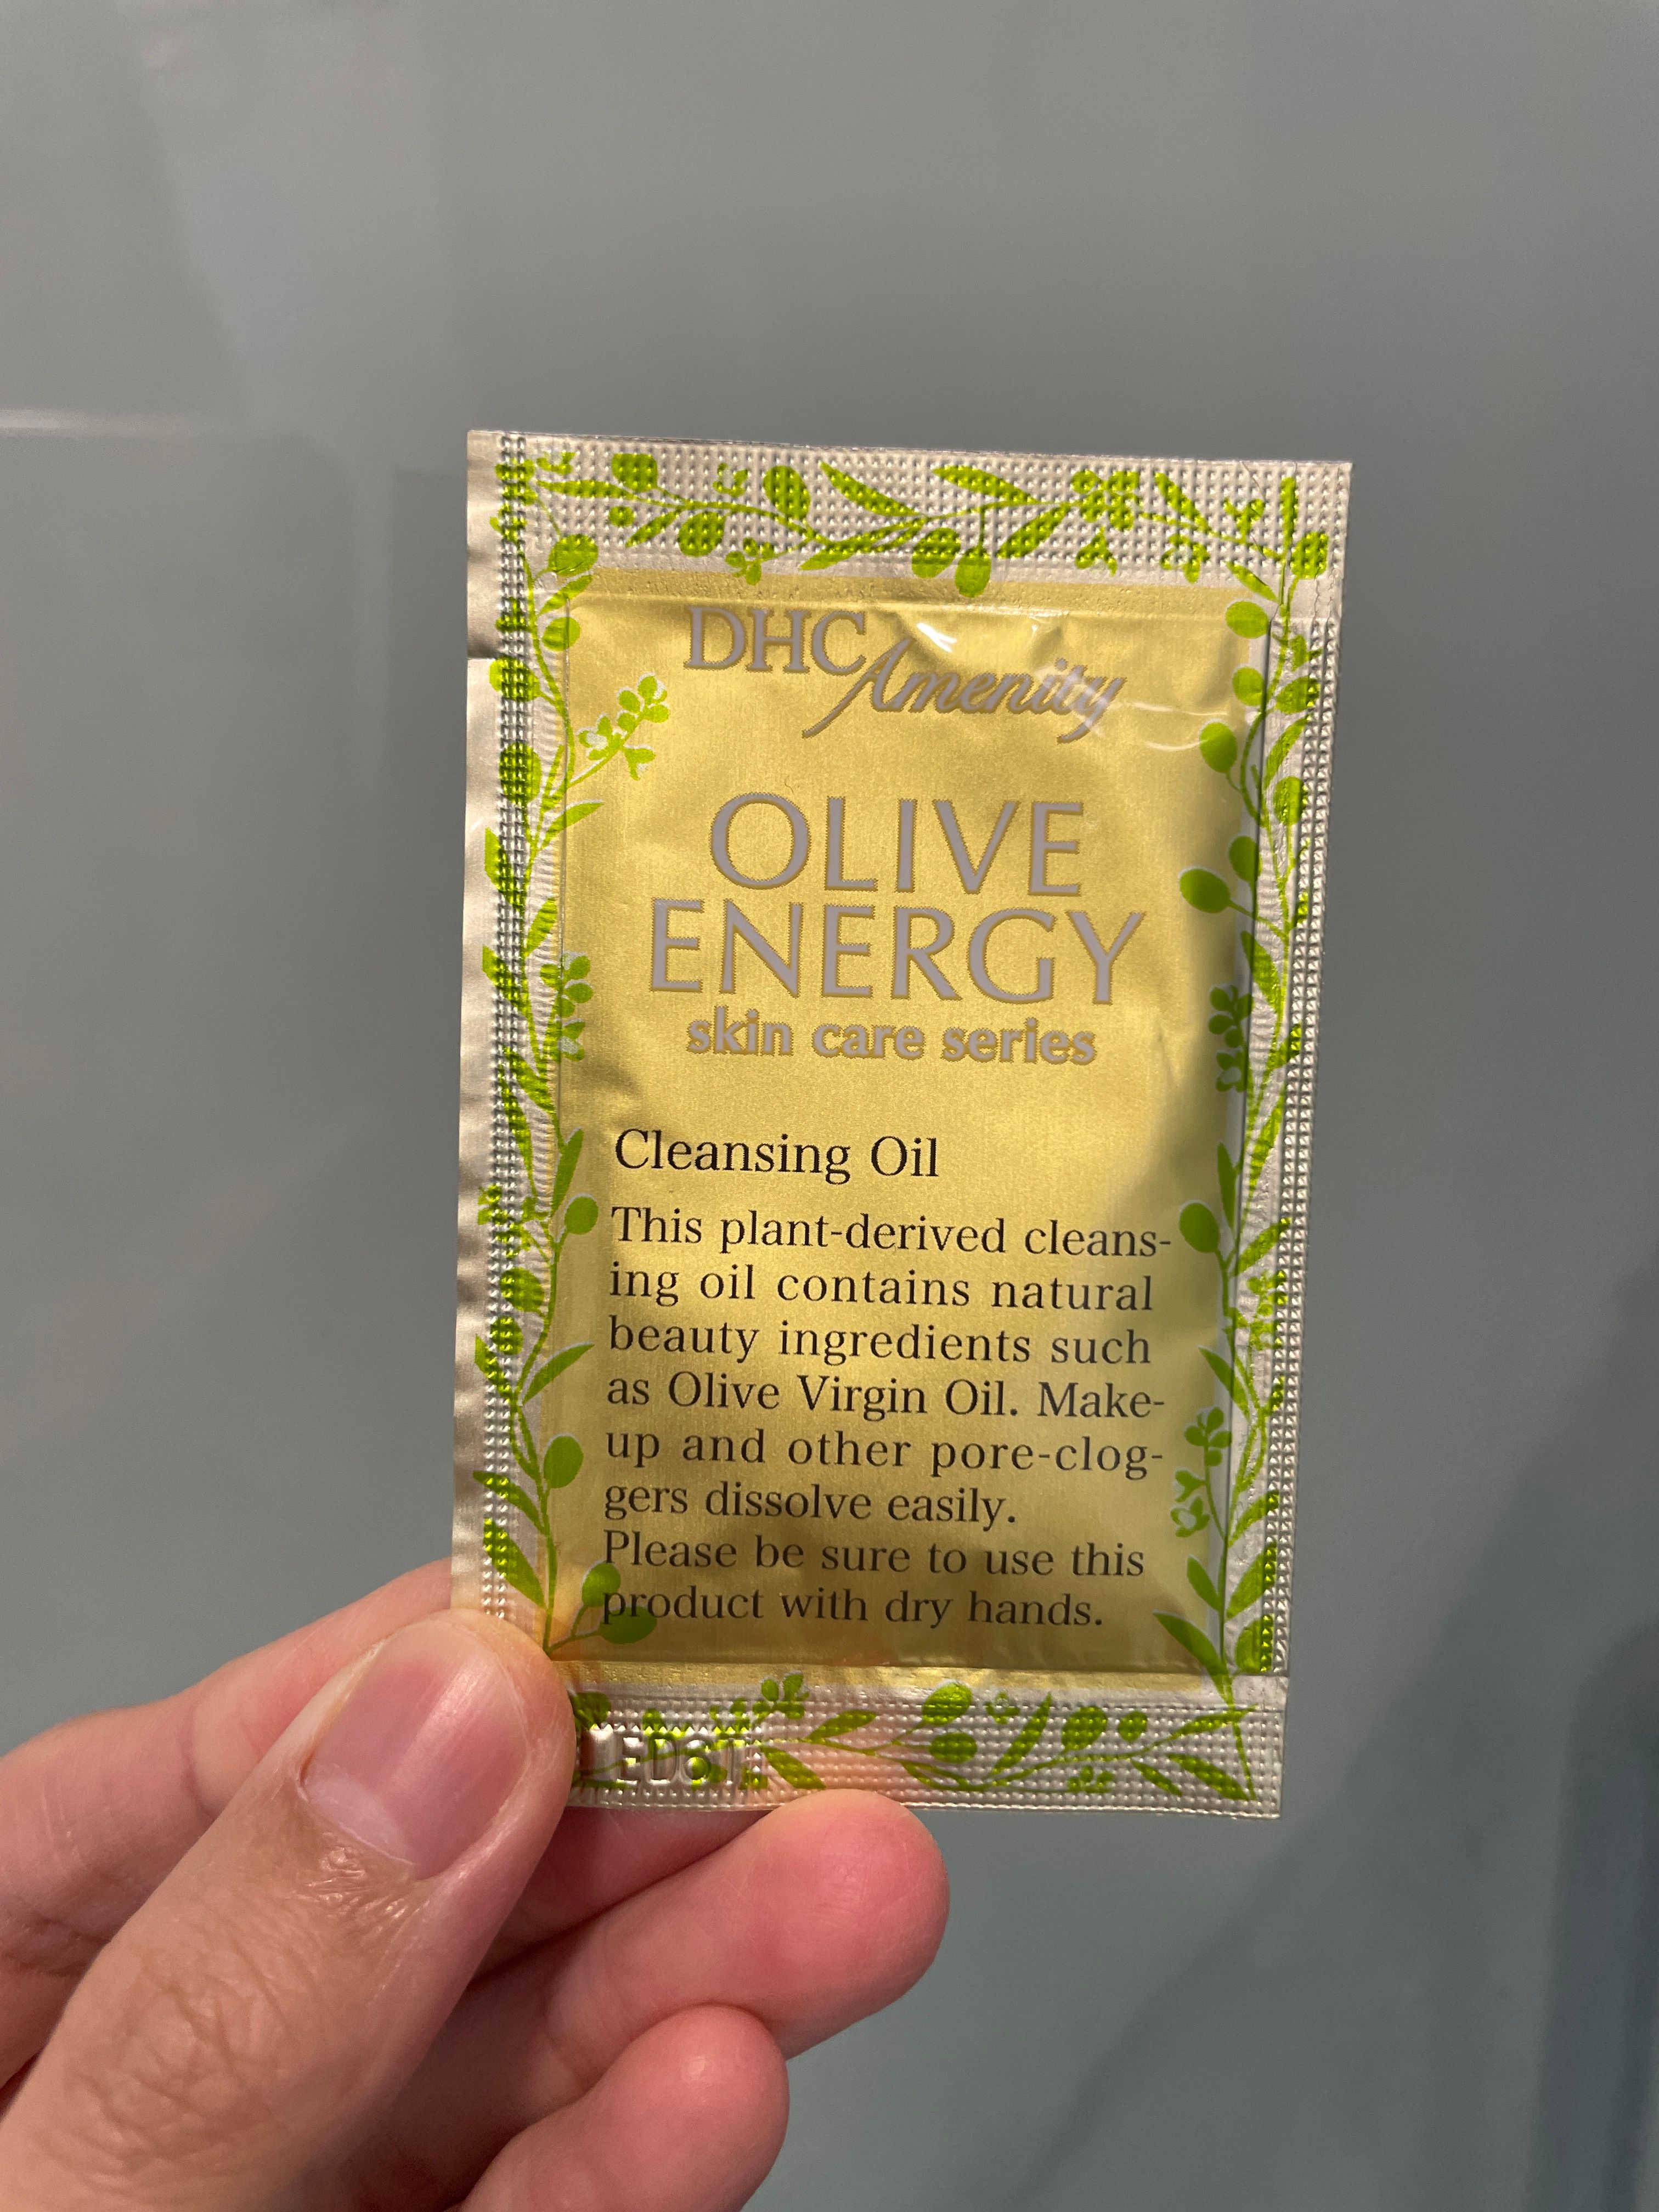 DHC Amenity
OLIVE
ENERGY
skin care series
Cleansing Oil
This plant-derived cleans-
ing oil contains natural
beauty ingredients such
as Olive Virgin Oil. Make-
up and other pore-clog-
gers dissolve easily.
Please be sure to use this
product with dry hands.